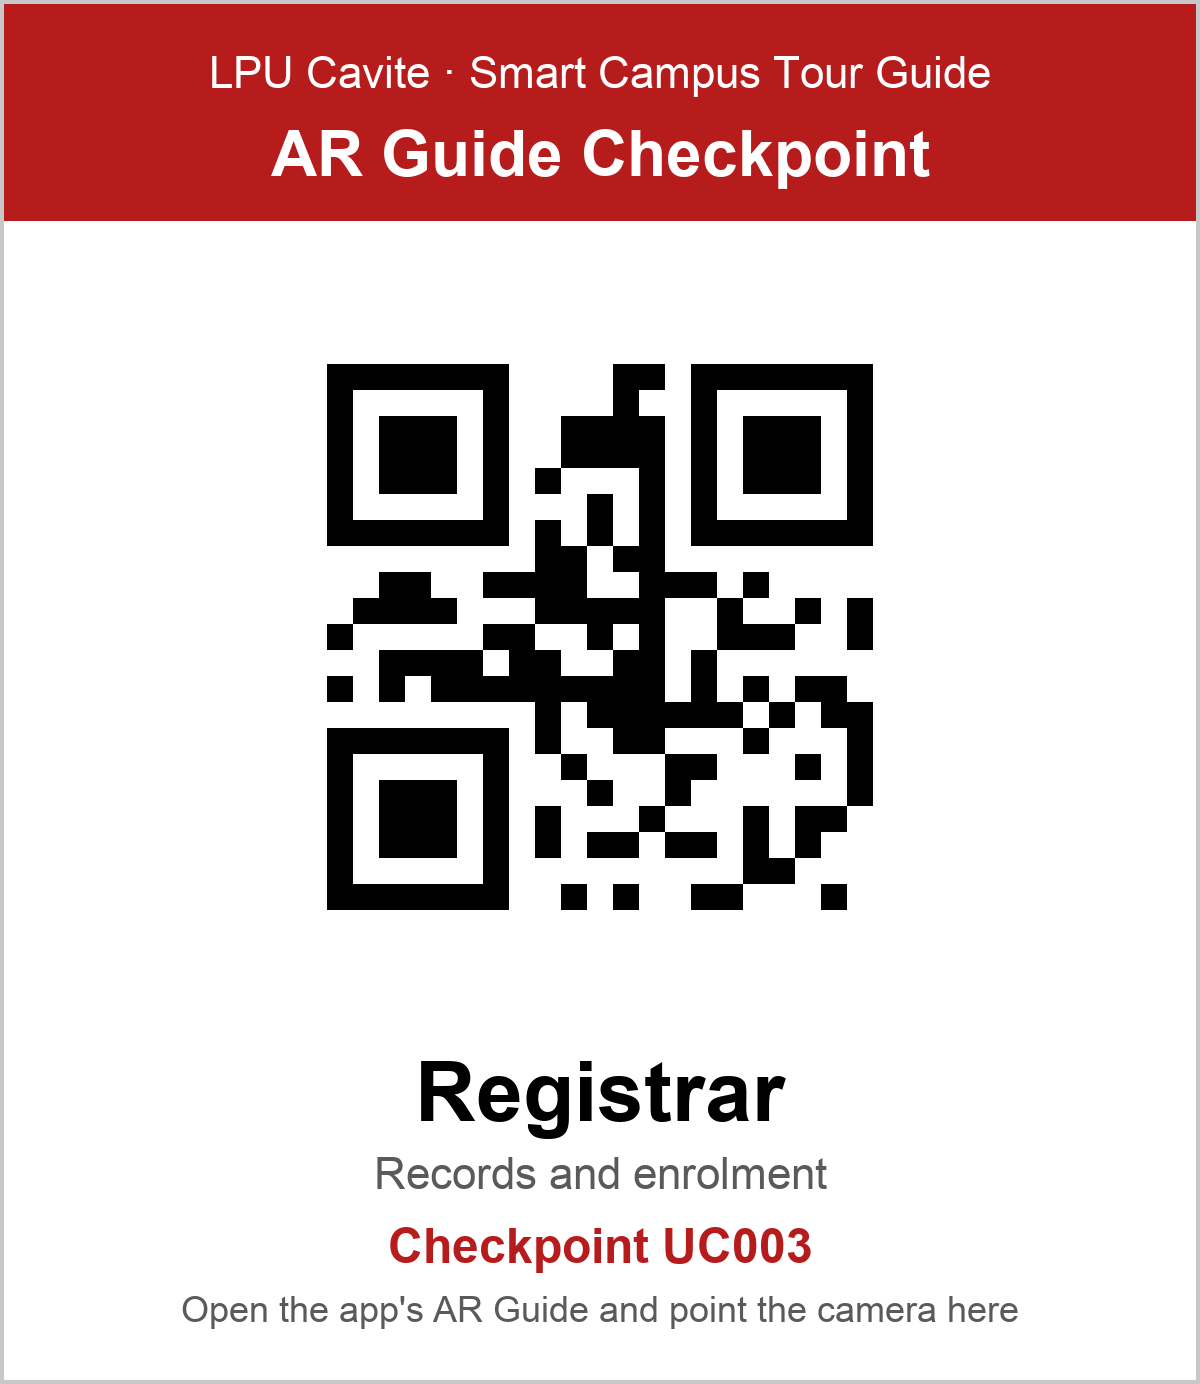 LPU Cavite · Smart Campus Tour Guide
AR Guide Checkpoint
Registrar
Records and enrolment
Checkpoint UC003
Open the app's AR Guide and point the camera here